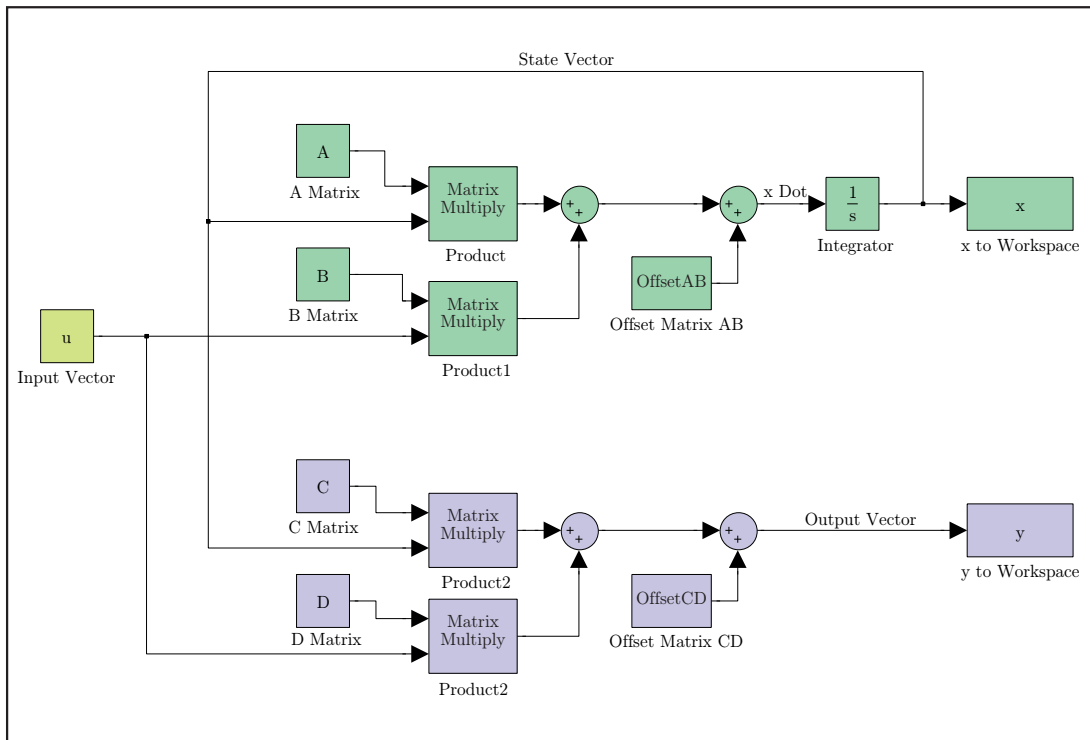 State Vector
A
A Matrix
Matrix
Multiply
Product
+
+
+
+
x Dot
1
s
Integrator
x
x to Workspace
B
B Matrix
Matrix
Multiply
Product1
OffsetAB
Offset Matrix AB
u
Input Vector
C
C Matrix
Matrix
Multiply
Product2
+
+
+
+
Output Vector
y
y to Workspace
D
D Matrix
Matrix
Multiply
Product2
OffsetCD
Offset Matrix CD